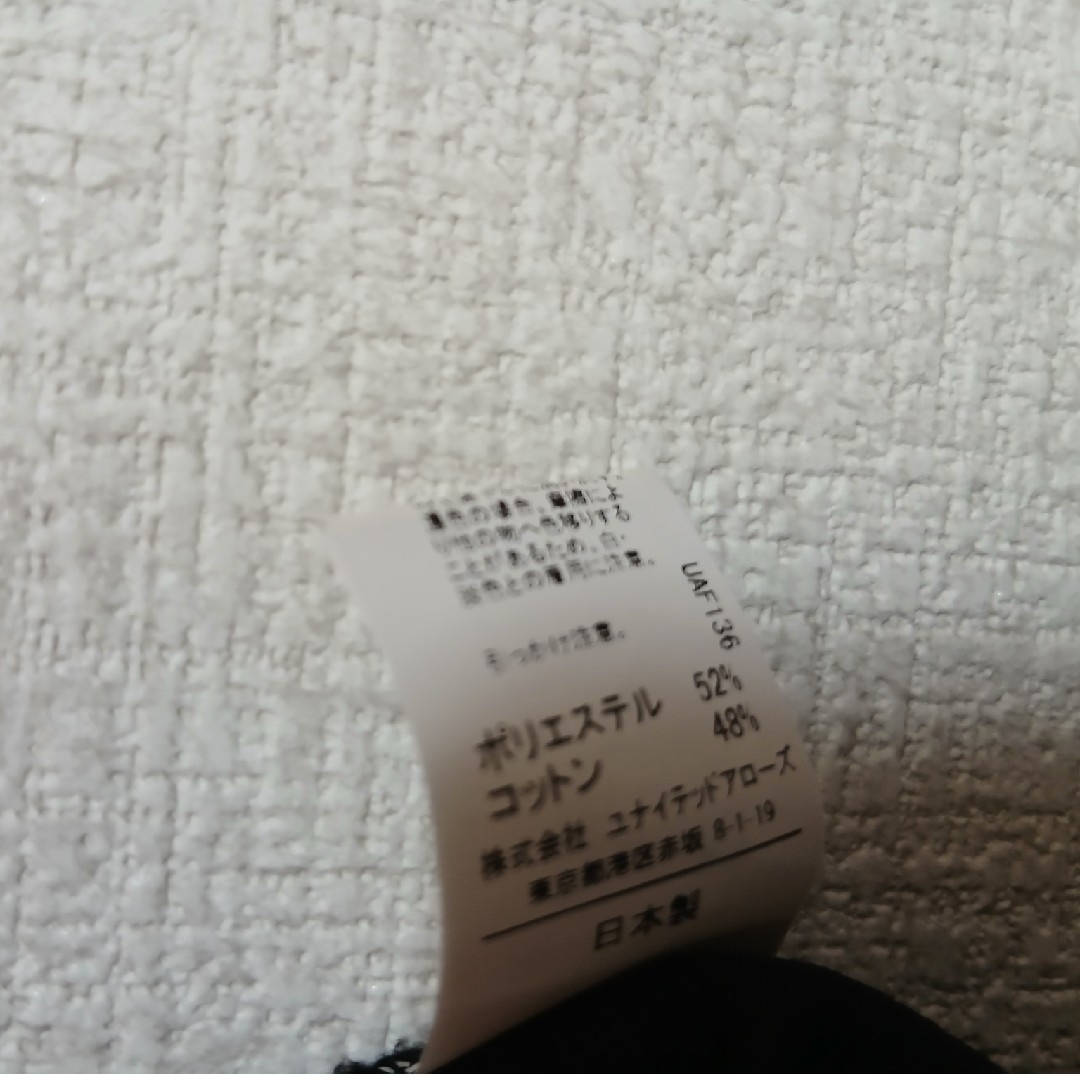 濃色の場合、摩擦によ
り他の物へ色移りする
ことがあるため、白・
淡色との着用に注意。
引っかけ注意。
UAF136
ポリエステル 52%
コットン 48%
株式会社 ユナイテッドアローズ
東京都港区赤坂 8-1-19
日本製